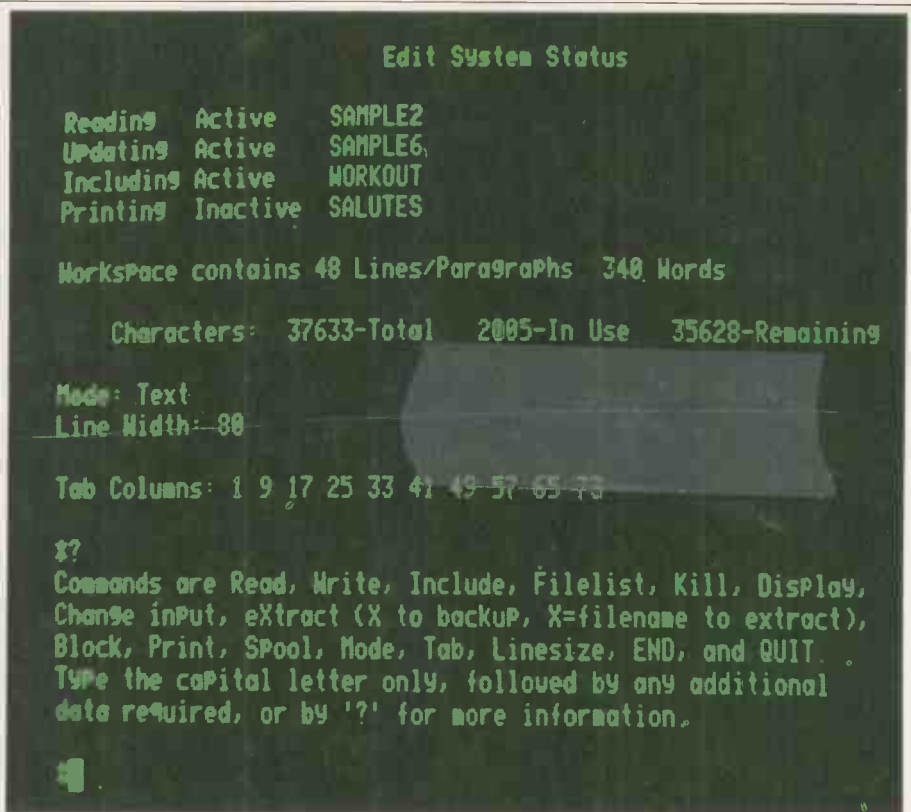 Edit System Status
Reading Active SAMPLE2
Updating Active SAMPLE6
Including Active WORKOUT
Printing Inactive SALUTES
Workspace contains 48 Lines/Paragraphs 340 Words
Characters: 37633-Total 2005-In Use 35628-Remaining
Mode: Text
Line Width: 80
Tab Columns: 1 9 17 25 33 41 49 57 65 73
*?
Commands are Read, Write, Include, Filelist, Kill, Display,
Change inPut, eXtract (X to backup, X=filename to extract),
Block, Print, Spool, Mode, Tab, Linesize, END, and QUIT.
Type the capital letter only, followed by any additional
data required, or by '?' for more information.
*